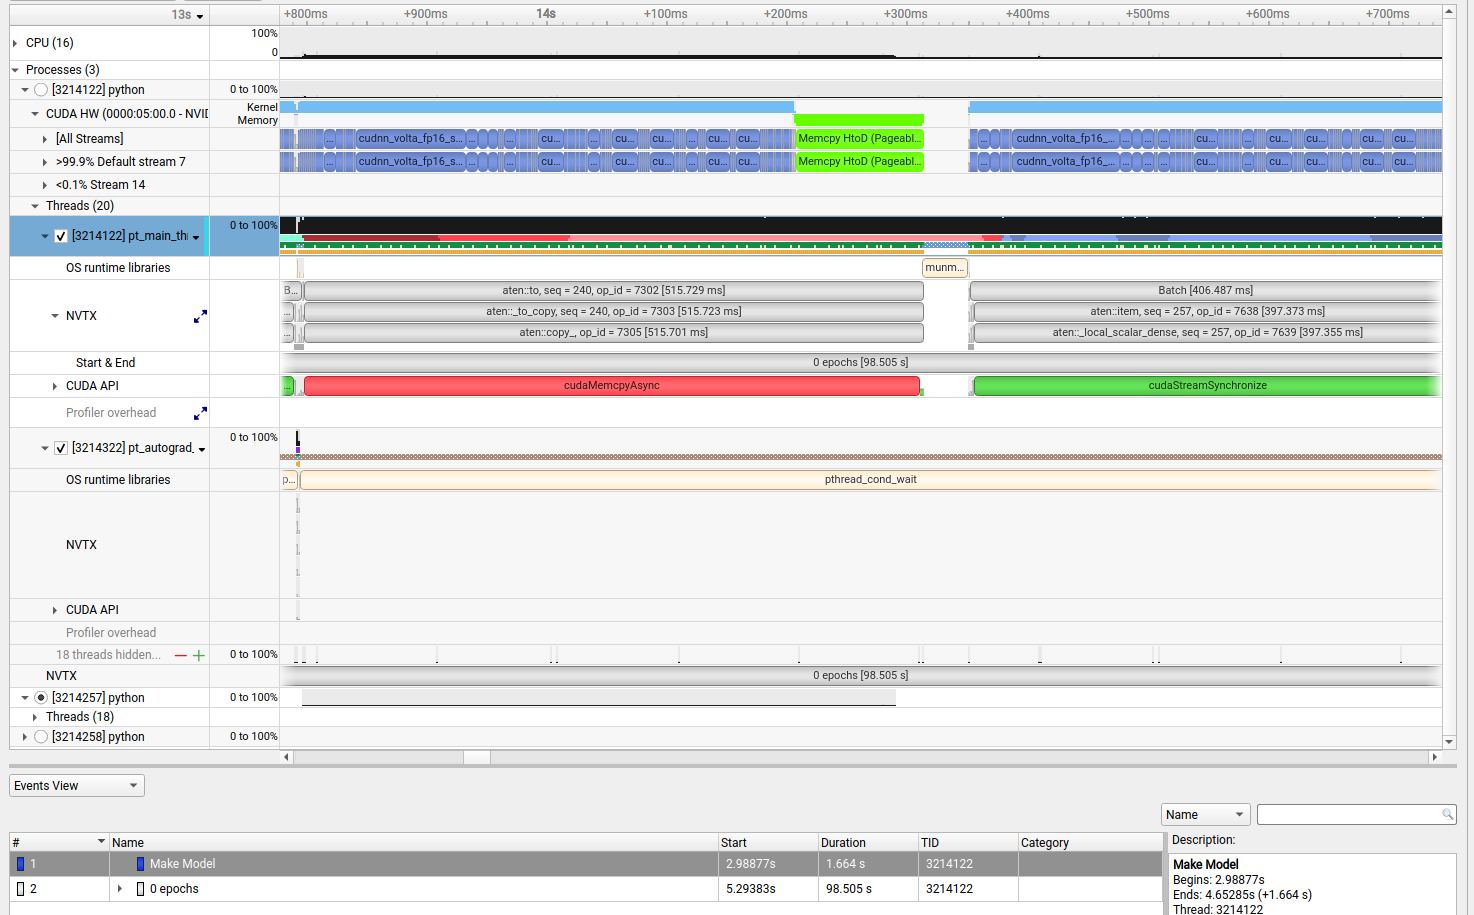 13s +800ms +900ms 14s +100ms +200ms +300ms +400ms +500ms +600ms +700ms
CPU (16) 100%
0
Processes (3)
[3214122] python 0 to 100%
CUDA HW (0000:05:00.0 - NVID Kernel
Memory
[All Streams] ... cudnn_volta_fp16_s... ... ... ... ... cu... ... cu... cu... ... cu... cu... Memcpy HtoD (Pageabl... ... ... cudnn_volta_fp16_... ... ... ... ... cu... ... cu... cu... ... cu... cu...
>99.9% Default stream 7 ... cudnn_volta_fp16_s... ... ... ... ... cu... ... cu... cu... ... cu... cu... Memcpy HtoD (Pageabl... ... ... cudnn_volta_fp16_... ... ... ... ... cu... ... cu... cu... ... cu... cu...
<0.1% Stream 14
Threads (20)
[3214122] pt_main_thr 0 to 100%
OS runtime libraries munm...
B... aten::to, seq = 240, op_id = 7302 [515.729 ms] Batch [406.487 ms]
NVTX ... aten::_to_copy, seq = 240, op_id = 7303 [515.723 ms] aten::item, seq = 257, op_id = 7638 [397.373 ms]
... aten::copy_, op_id = 7305 [515.701 ms] aten::_local_scalar_dense, seq = 257, op_id = 7639 [397.355 ms]
Start & End 0 epochs [98.505 s]
CUDA API ... cudaMemcpyAsync cudaStreamSynchronize
Profiler overhead
[3214322] pt_autograd_ 0 to 100%
OS runtime libraries p... pthread_cond_wait
NVTX
CUDA API
Profiler overhead
18 threads hidden... 0 to 100%
NVTX 0 epochs [98.505 s]
[3214257] python 0 to 100%
Threads (18)
[3214258] python 0 to 100%
Events View
Name
# Name Start Duration TID Category
1 Make Model 2.98877s 1.664 s 3214122
2 0 epochs 5.29383s 98.505 s 3214122
Description:
Make Model
Begins: 2.98877s
Ends: 4.65285s (+1.664 s)
Thread: 3214122